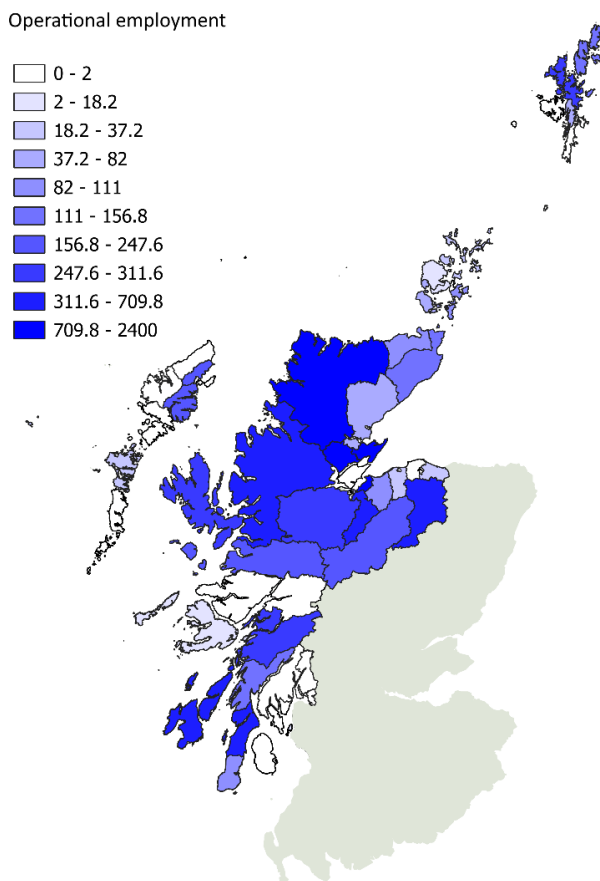 Operational employment
0 - 2
2 - 18.2
18.2 - 37.2
37.2 - 82
82 - 111
111 - 156.8
156.8 - 247.6
247.6 - 311.6
311.6 - 709.8
709.8 - 2400